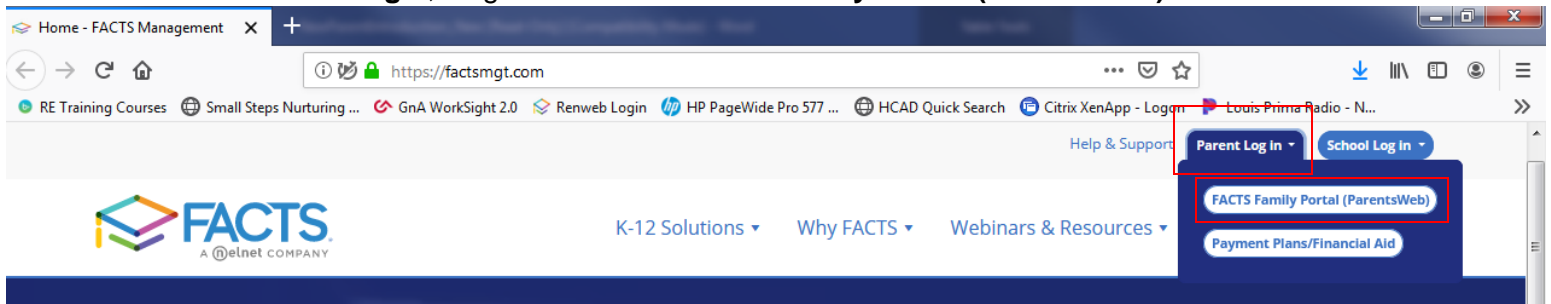 Home - FACTS Management
https://factsmgt.com
RE Training Courses Small Steps Nurturing ... GnA WorkSight 2.0 Renweb Login HP PageWide Pro 577 ... HCAD Quick Search Citrix XenApp - Logon Louis Prima Radio - N...
Help & Support Parent Log in School Log in
FACTS Family Portal (ParentsWeb)
FACTS
A nelnet COMPANY
K-12 Solutions Why FACTS Webinars & Resources
Payment Plans/Financial Aid